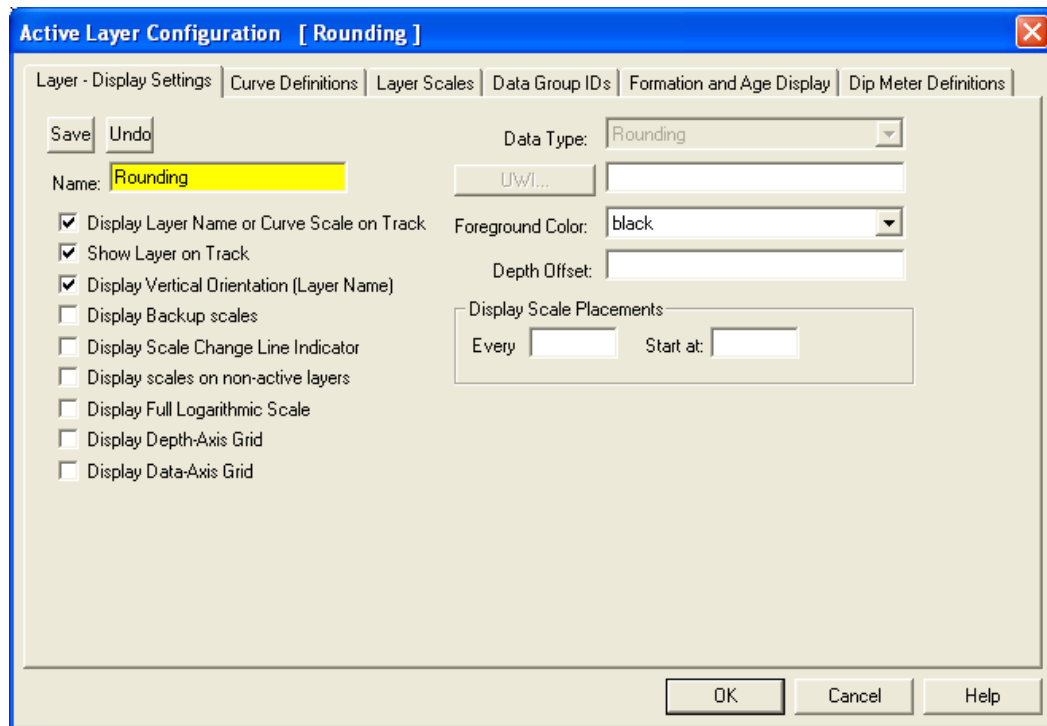 Active Layer Configuration [ Rounding ]
Layer - Display Settings Curve Definitions Layer Scales Data Group IDs Formation and Age Display Dip Meter Definitions
Save Undo
Name: Rounding
Display Layer Name or Curve Scale on Track
Show Layer on Track
Display Vertical Orientation (Layer Name)
Display Backup scales
Display Scale Change Line Indicator
Display scales on non-active layers
Display Full Logarithmic Scale
Display Depth-Axis Grid
Display Data-Axis Grid
Data Type: Rounding
UWI...
Foreground Color: black
Depth Offset:
Display Scale Placements
Every Start at:
OK Cancel Help